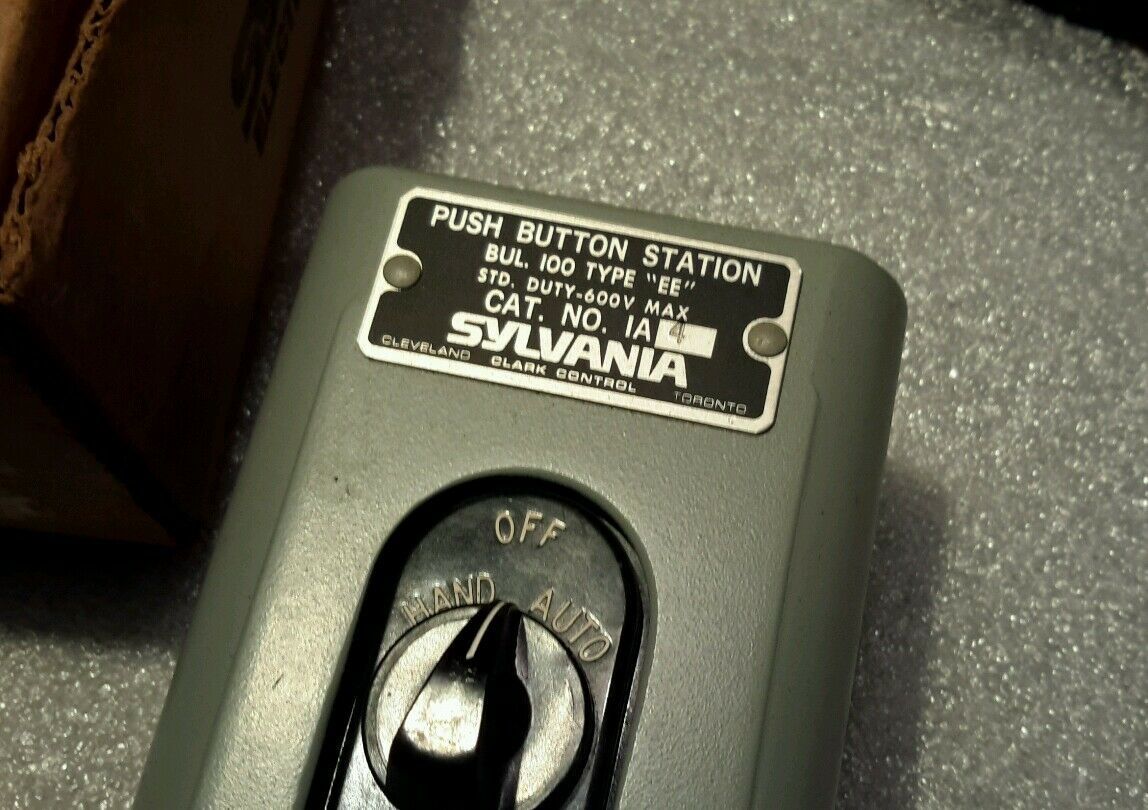 PUSH BUTTON STATION
BUL. 100 TYPE "EE"
STD. DUTY-600V MAX
CAT. NO. IA 4
SYLVANIA
CLEVELAND CLARK CONTROL TORONTO
OFF
HAND AUTO